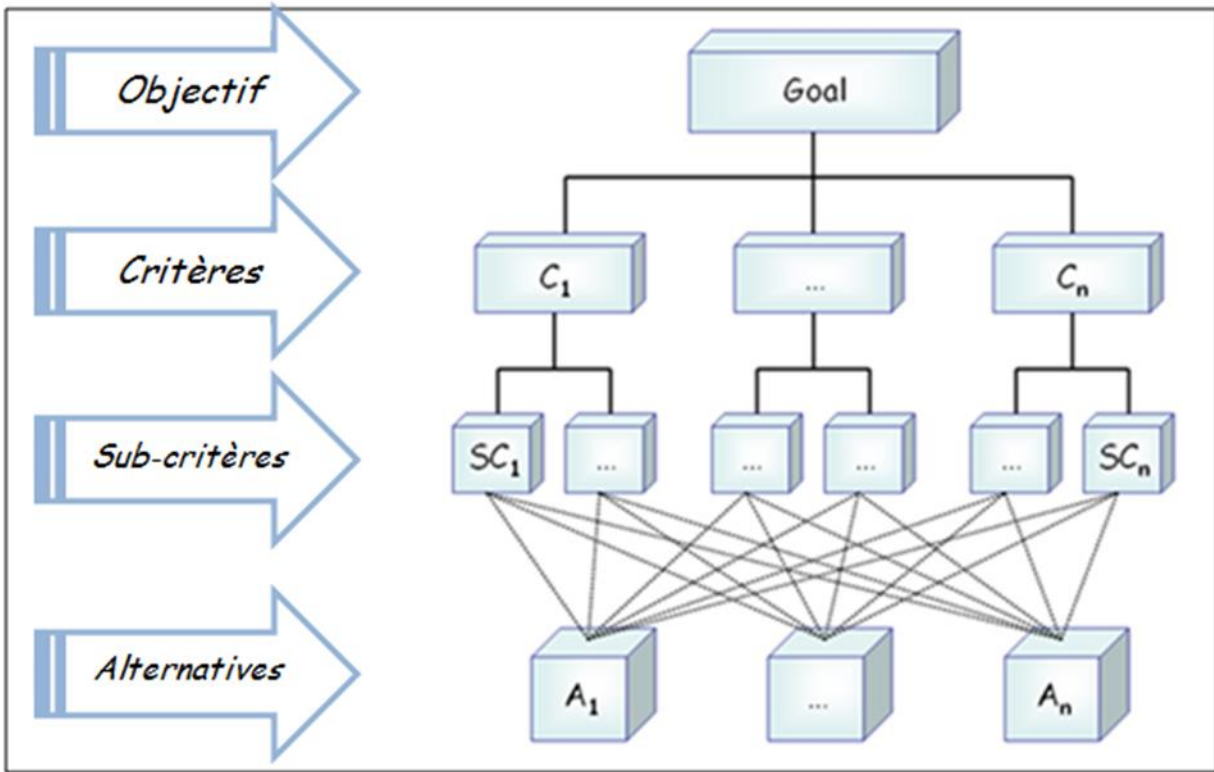 Objectif
Goal
Critères
C₁
...
Cₙ
Sub-critères
SC₁
...
...
...
...
SCₙ
Alternatives
A₁
...
Aₙ